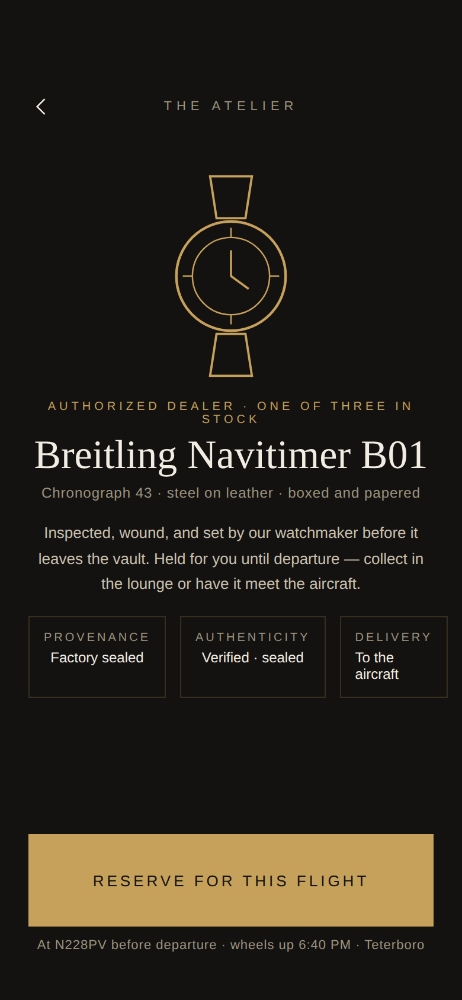 THE ATELIER
AUTHORIZED DEALER · ONE OF THREE IN
STOCK
Breitling Navitimer B01
Chronograph 43 · steel on leather · boxed and papered
Inspected, wound, and set by our watchmaker before it
leaves the vault. Held for you until departure — collect in
the lounge or have it meet the aircraft.
PROVENANCE
Factory sealed
AUTHENTICITY
Verified · sealed
DELIVERY
To the
aircraft
RESERVE FOR THIS FLIGHT
At N228PV before departure · wheels up 6:40 PM · Teterboro